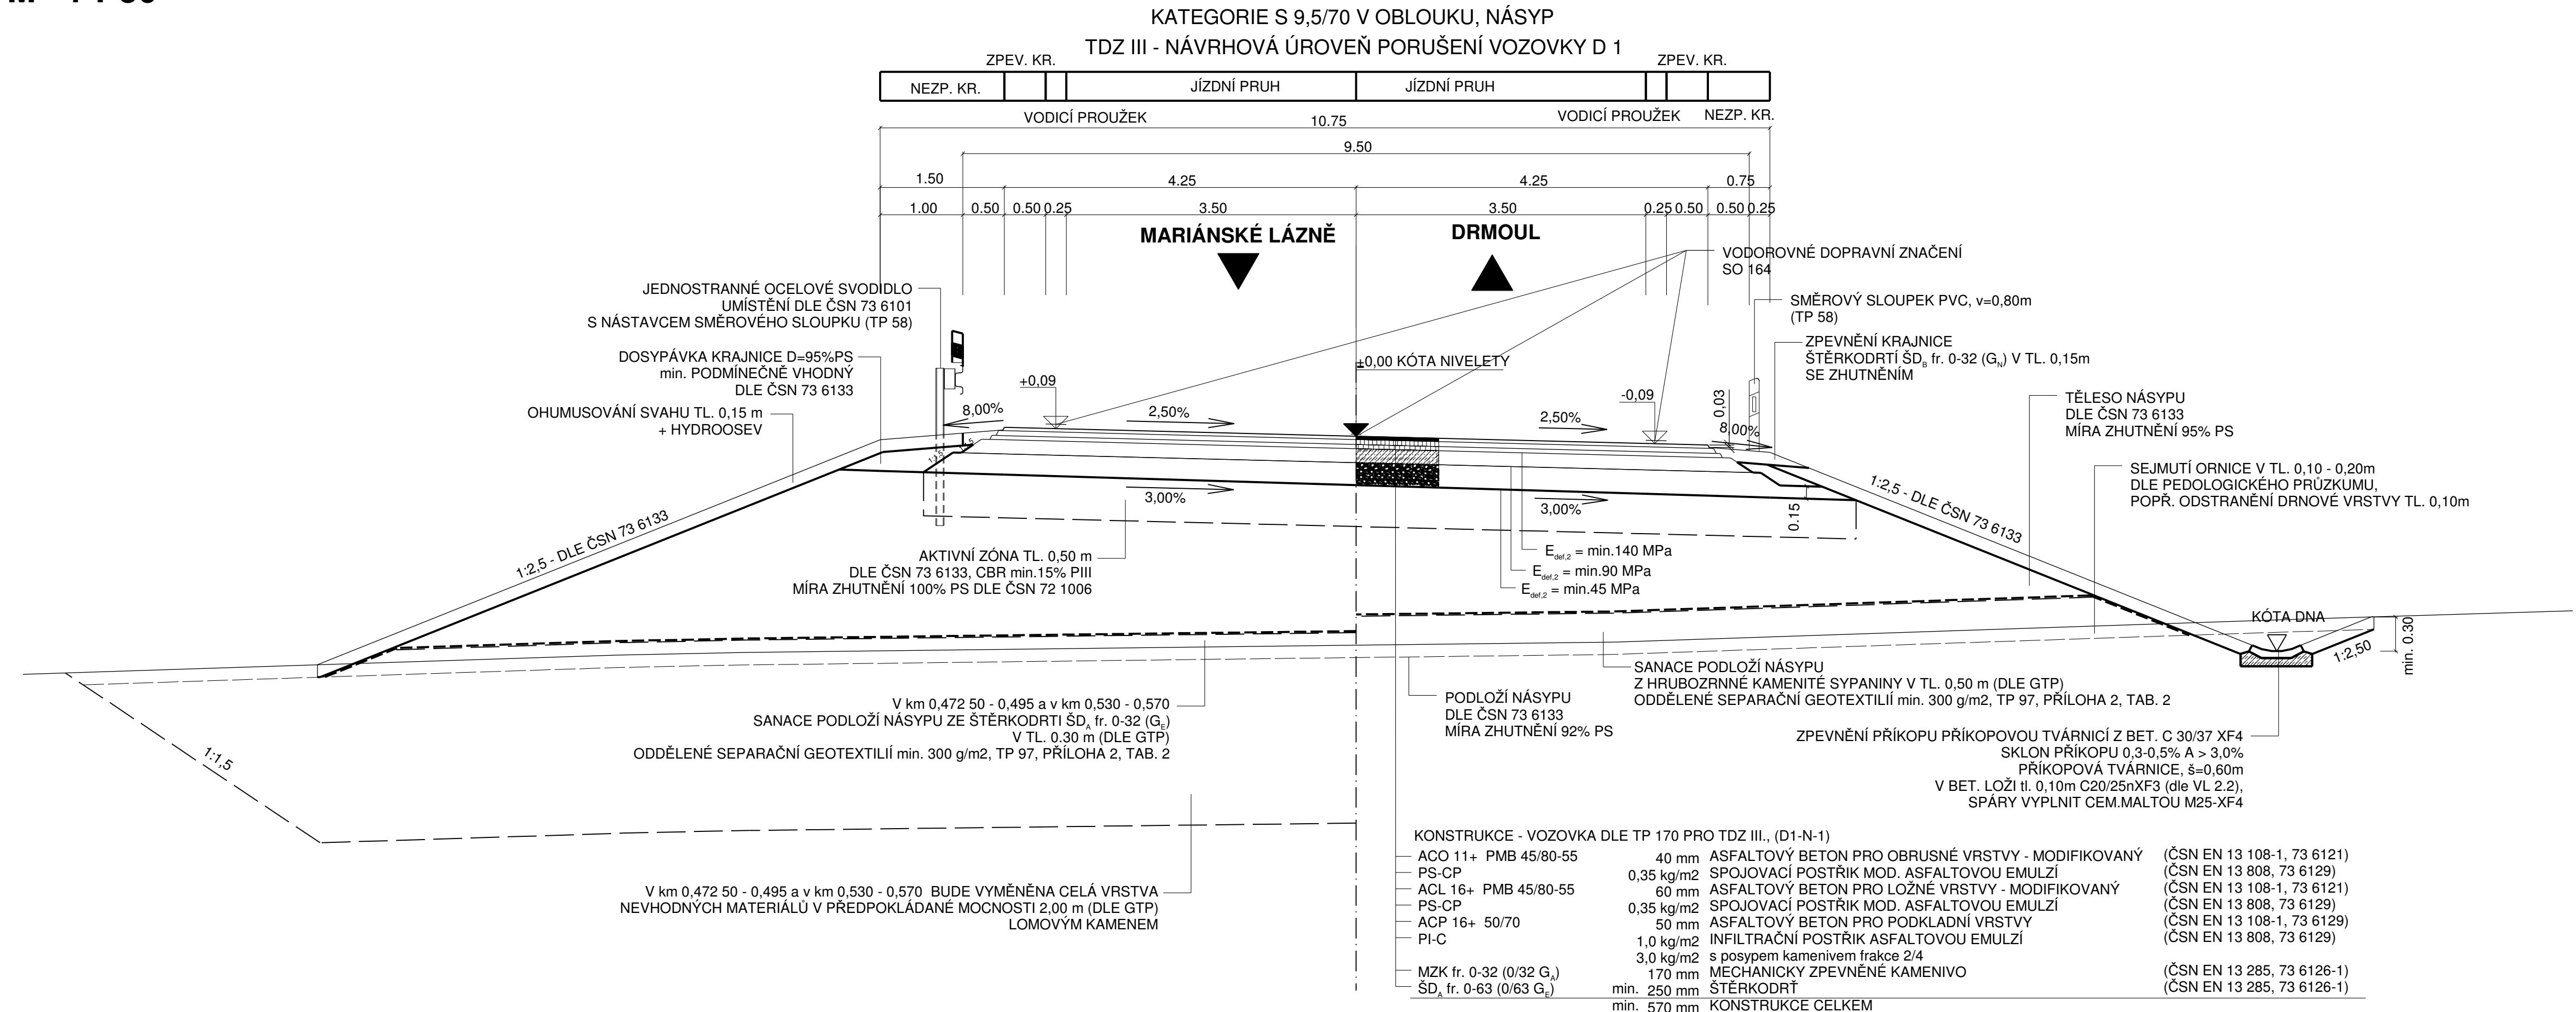 KATEGORIE S 9,5/70 V OBLOUKU, NÁSYP
TDZ III - NÁVRHOVÁ ÚROVEŇ PORUŠENÍ VOZOVKY D 1
ZPEV. KR.
ZPEV. KR.
NEZP. KR.
JÍZDNÍ PRUH
JÍZDNÍ PRUH
VODICÍ PROUŽEK
VODICÍ PROUŽEK
NEZP. KR.
10.75
9.50
1.50
4.25
4.25
0.75
1.00
0.50
0.50
0.25
3.50
3.50
0.25
0.50
0.50
0.25
MARIÁNSKÉ LÁZNĚ
DRMOUL
VODOROVNÉ DOPRAVNÍ ZNAČENÍ
SO 164
JEDNOSTRANNÉ OCELOVÉ SVODIDLO
UMÍSTĚNÍ DLE ČSN 73 6101
S NÁSTAVCEM SMĚROVÉHO SLOUPKU (TP 58)
SMĚROVÝ SLOUPEK PVC, v=0,80m
(TP 58)
DOSYPÁVKA KRAJNICE D=95%PS
min. PODMÍNEČNĚ VHODNÝ
DLE ČSN 73 6133
ZPEVNĚNÍ KRAJNICE
ŠTĚRKODRTÍ ŠDB fr. 0-32 (GN) V TL. 0,15m
SE ZHUTNĚNÍM
±0,00 KÓTA NIVELETY
+0,09
-0,09
0,03
OHUMUSOVÁNÍ SVAHU TL. 0,15 m
+ HYDROOSEV
8,00%
2,50%
2,50%
8,00%
TĚLESO NÁSYPU
DLE ČSN 73 6133
MÍRA ZHUTNĚNÍ 95% PS
SEJMUTÍ ORNICE V TL. 0,10 - 0,20m
DLE PEDOLOGICKÉHO PRŮZKUMU,
POPŘ. ODSTRANĚNÍ DRNOVÉ VRSTVY TL. 0,10m
3,00%
3,00%
0.15
1:2,5 - DLE ČSN 73 6133
1:2,5 - DLE ČSN 73 6133
AKTIVNÍ ZÓNA TL. 0,50 m
DLE ČSN 73 6133, CBR min.15% PIII
MÍRA ZHUTNĚNÍ 100% PS DLE ČSN 72 1006
Edef,2 = min.140 MPa
Edef,2 = min.90 MPa
Edef,2 = min.45 MPa
KÓTA DNA
1:2,50
min. 0.30
SANACE PODLOŽÍ NÁSYPU
Z HRUBOZRNNÉ KAMENITÉ SYPANINY V TL. 0,50 m (DLE GTP)
ODDĚLENÉ SEPARAČNÍ GEOTEXTILIÍ min. 300 g/m2, TP 97, PŘÍLOHA 2, TAB. 2
PODLOŽÍ NÁSYPU
DLE ČSN 73 6133
MÍRA ZHUTNĚNÍ 92% PS
V km 0,472 50 - 0,495 a v km 0,530 - 0,570
SANACE PODLOŽÍ NÁSYPU ZE ŠTĚRKODRTI ŠDA fr. 0-32 (GE)
V TL. 0.30 m (DLE GTP)
ODDĚLENÉ SEPARAČNÍ GEOTEXTILIÍ min. 300 g/m2, TP 97, PŘÍLOHA 2, TAB. 2
ZPEVNĚNÍ PŘÍKOPU PŘÍKOPOVOU TVÁRNICÍ Z BET. C 30/37 XF4
SKLON PŘÍKOPU 0,3-0,5% A > 3,0%
PŘÍKOPOVÁ TVÁRNICE, š=0,60m
V BET. LOŽI tl. 0,10m C20/25nXF3 (dle VL 2.2),
SPÁRY VYPLNIT CEM.MALTOU M25-XF4
1:1,5
V km 0,472 50 - 0,495 a v km 0,530 - 0,570 BUDE VYMĚNĚNA CELÁ VRSTVA
NEVHODNÝCH MATERIÁLŮ V PŘEDPOKLÁDANÉ MOCNOSTI 2,00 m (DLE GTP)
LOMOVÝM KAMENEM
KONSTRUKCE - VOZOVKA DLE TP 170 PRO TDZ III., (D1-N-1)
ACO 11+ PMB 45/80-55 40 mm ASFALTOVÝ BETON PRO OBRUSNÉ VRSTVY - MODIFIKOVANÝ (ČSN EN 13 108-1, 73 6121)
PS-CP 0,35 kg/m2 SPOJOVACÍ POSTŘIK MOD. ASFALTOVOU EMULZÍ (ČSN EN 13 808, 73 6129)
ACL 16+ PMB 45/80-55 60 mm ASFALTOVÝ BETON PRO LOŽNÉ VRSTVY - MODIFIKOVANÝ (ČSN EN 13 108-1, 73 6121)
PS-CP 0,35 kg/m2 SPOJOVACÍ POSTŘIK MOD. ASFALTOVOU EMULZÍ (ČSN EN 13 808, 73 6129)
ACP 16+ 50/70 50 mm ASFALTOVÝ BETON PRO PODKLADNÍ VRSTVY (ČSN EN 13 108-1, 73 6129)
PI-C 1,0 kg/m2 INFILTRAČNÍ POSTŘIK ASFALTOVOU EMULZÍ (ČSN EN 13 808, 73 6129)
3,0 kg/m2 s posypem kamenivem frakce 2/4
MZK fr. 0-32 (0/32 GA) 170 mm MECHANICKY ZPEVNĚNÉ KAMENIVO (ČSN EN 13 285, 73 6126-1)
ŠDA fr. 0-63 (0/63 GE) min. 250 mm ŠTĚRKODRŤ (ČSN EN 13 285, 73 6126-1)
min. 570 mm KONSTRUKCE CELKEM